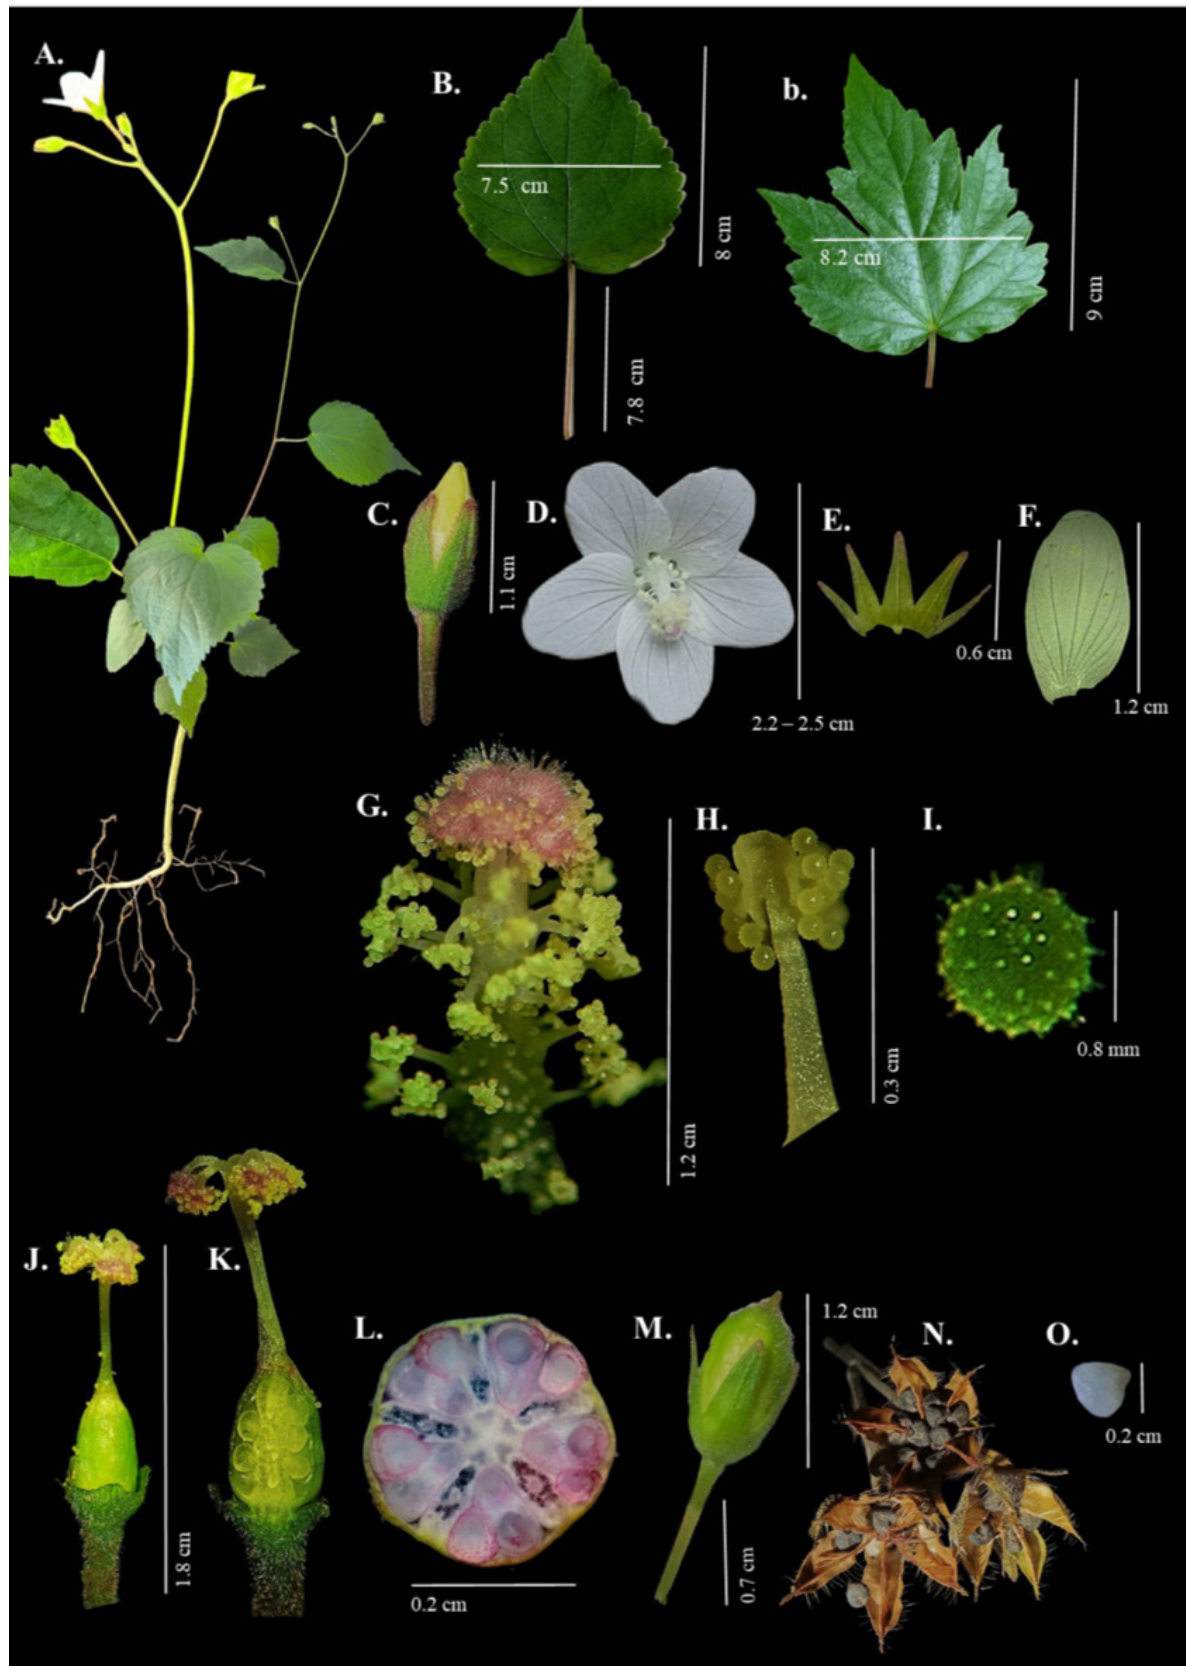 A.
B.
7.5 cm
8 cm
7.8 cm
b.
8.2 cm
9 cm
C.
1.1 cm
D.
2.2 – 2.5 cm
E.
0.6 cm
F.
1.2 cm
G.
1.2 cm
H.
0.3 cm
I.
0.8 mm
J.
1.8 cm
K.
L.
0.2 cm
M.
1.2 cm
0.7 cm
N.
O.
0.2 cm